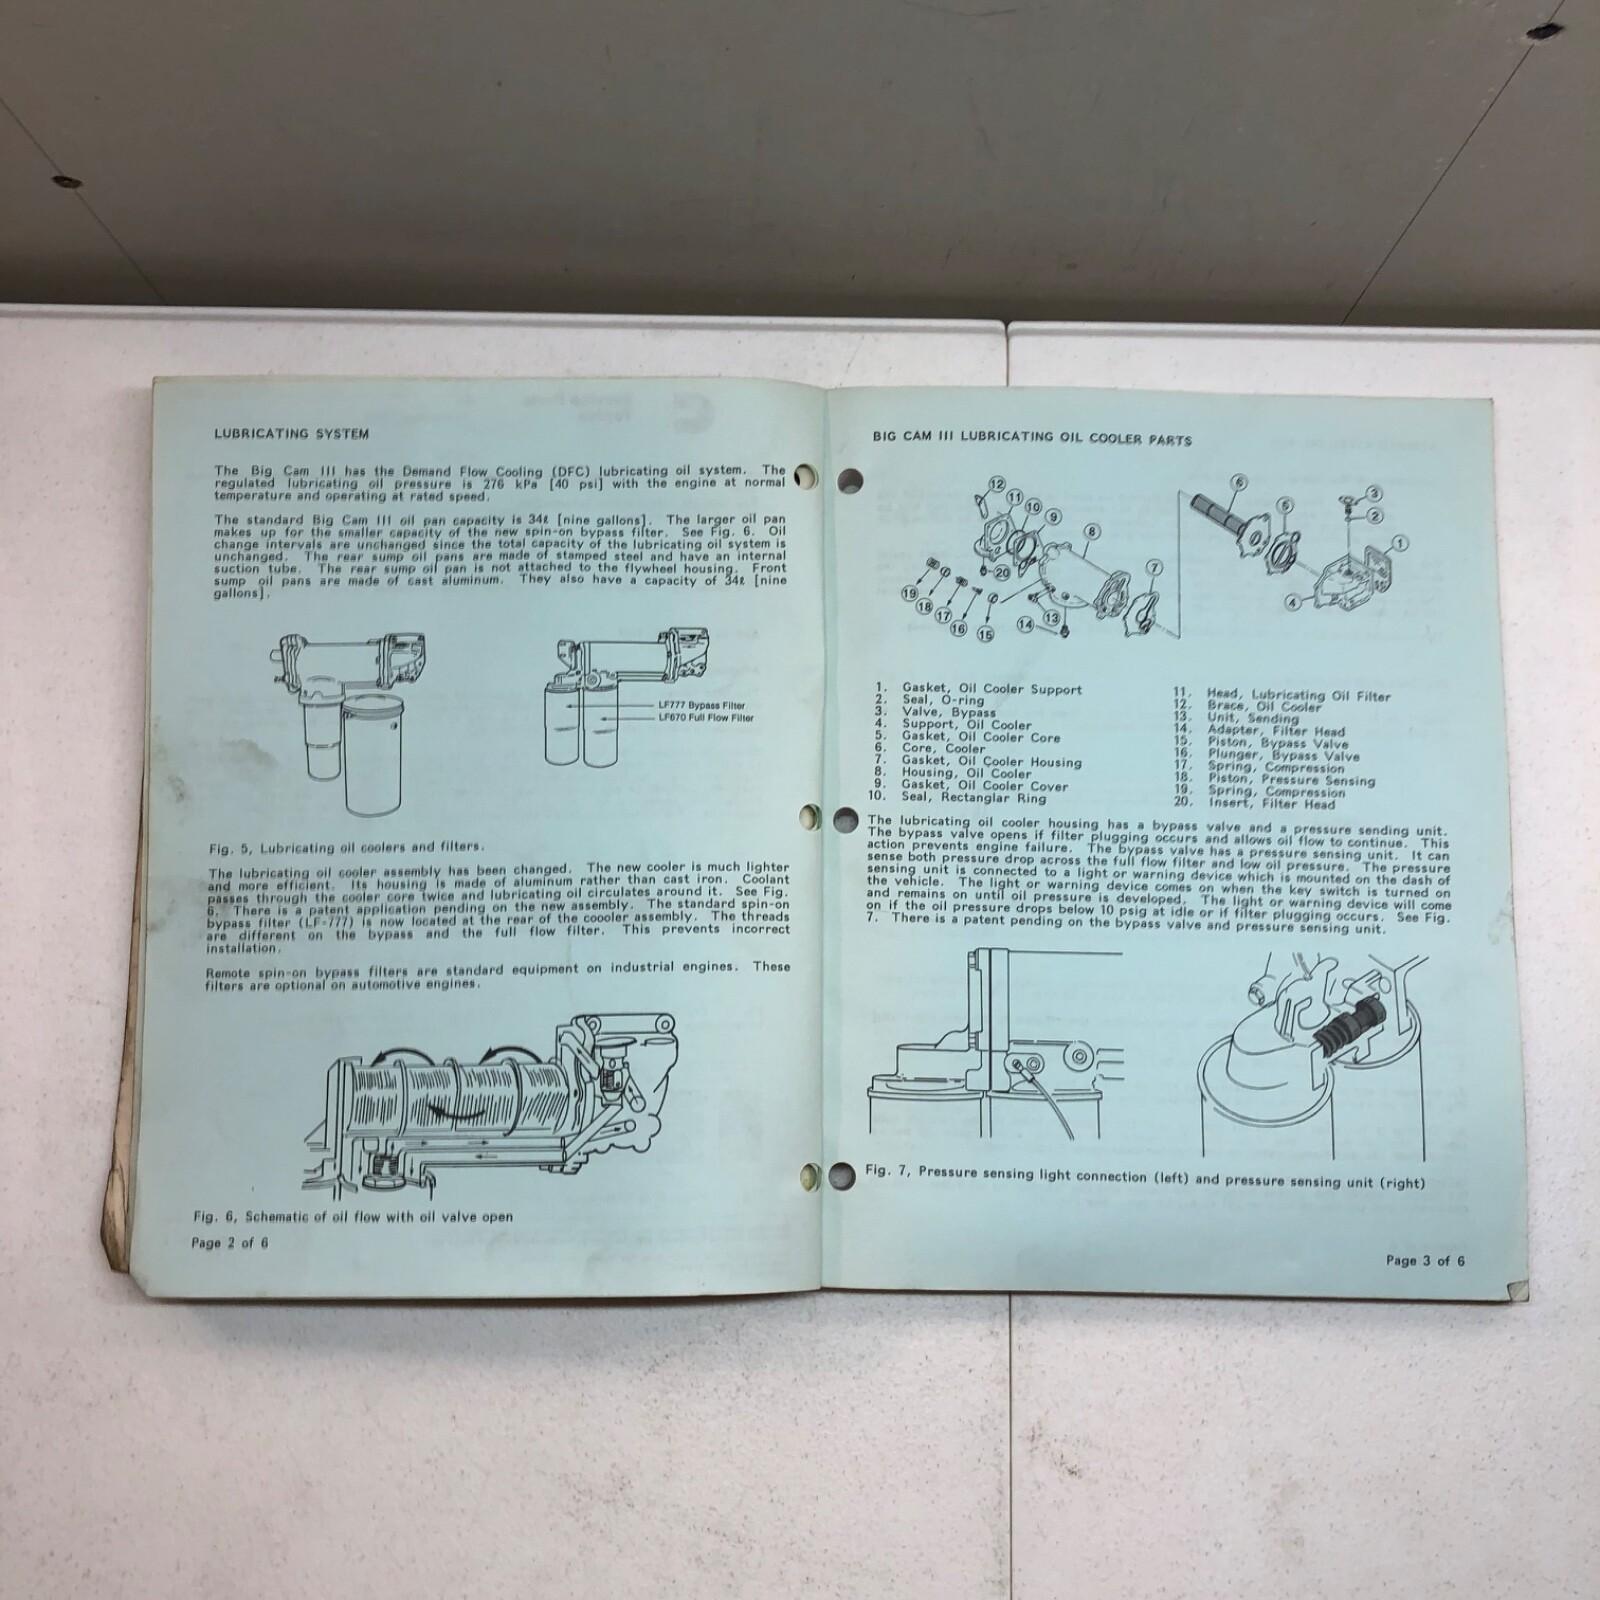 LUBRICATING SYSTEM
The Big Cam III has the Demand Flow Cooling (DFC) lubricating oil system. The
regulated lubricating oil pressure is 276 kPa [40 psi] with the engine at normal
temperature and operating at rated speed.
The standard Big Cam III oil pan capacity is 34ℓ [nine gallons]. The larger oil pan
makes up for the smaller capacity of the new spin-on bypass filter. See Fig. 6. Oil
change intervals are unchanged since the total capacity of the lubricating oil system is
unchanged. The rear sump oil pans are made of stamped steel and have an internal
suction tube. The rear sump oil pan is not attached to the flywheel housing. Front
sump oil pans are made of cast aluminum. They also have a capacity of 34ℓ [nine
gallons].
LF777 Bypass Filter
LF670 Full Flow Filter
Fig. 5, Lubricating oil coolers and filters.
The lubricating oil cooler assembly has been changed. The new cooler is much lighter
and more efficient. Its housing is made of aluminum rather than cast iron. Coolant
passes through the cooler core twice and lubricating oil circulates around it. See Fig.
6. There is a patent application pending on the new assembly. The standard spin-on
bypass filter (LF-777) is now located at the rear of the coooler assembly. The threads
are different on the bypass and the full flow filter. This prevents incorrect
installation.
Remote spin-on bypass filters are standard equipment on industrial engines. These
filters are optional on automotive engines.
Fig. 6, Schematic of oil flow with oil valve open
Page 2 of 6
BIG CAM III LUBRICATING OIL COOLER PARTS
12
11
10
9
8
7
6
5
3
2
1
4
20
19
18
17
16
15
14
13
1. Gasket, Oil Cooler Support
2. Seal, O-ring
3. Valve, Bypass
4. Support, Oil Cooler
5. Gasket, Oil Cooler Core
6. Core, Cooler
7. Gasket, Oil Cooler Housing
8. Housing, Oil Cooler
9. Gasket, Oil Cooler Cover
10. Seal, Rectanglar Ring
11. Head, Lubricating Oil Filter
12. Brace, Oil Cooler
13. Unit, Sending
14. Adapter, Filter Head
15. Piston, Bypass Valve
16. Plunger, Bypass Valve
17. Spring, Compression
18. Piston, Pressure Sensing
19. Spring, Compression
20. Insert, Filter Head
The lubricating oil cooler housing has a bypass valve and a pressure sending unit.
The bypass valve opens if filter plugging occurs and allows oil flow to continue. This
action prevents engine failure. The bypass valve has a pressure sensing unit. It can
sense both pressure drop across the full flow filter and low oil pressure. The pressure
sensing unit is connected to a light or warning device which is mounted on the dash of
the vehicle. The light or warning device comes on when the key switch is turned on
and remains on until oil pressure is developed. The light or warning device will come
on if the oil pressure drops below 10 psig at idle or if filter plugging occurs. See Fig.
7. There is a patent pending on the bypass valve and pressure sensing unit.
Fig. 7, Pressure sensing light connection (left) and pressure sensing unit (right)
Page 3 of 6